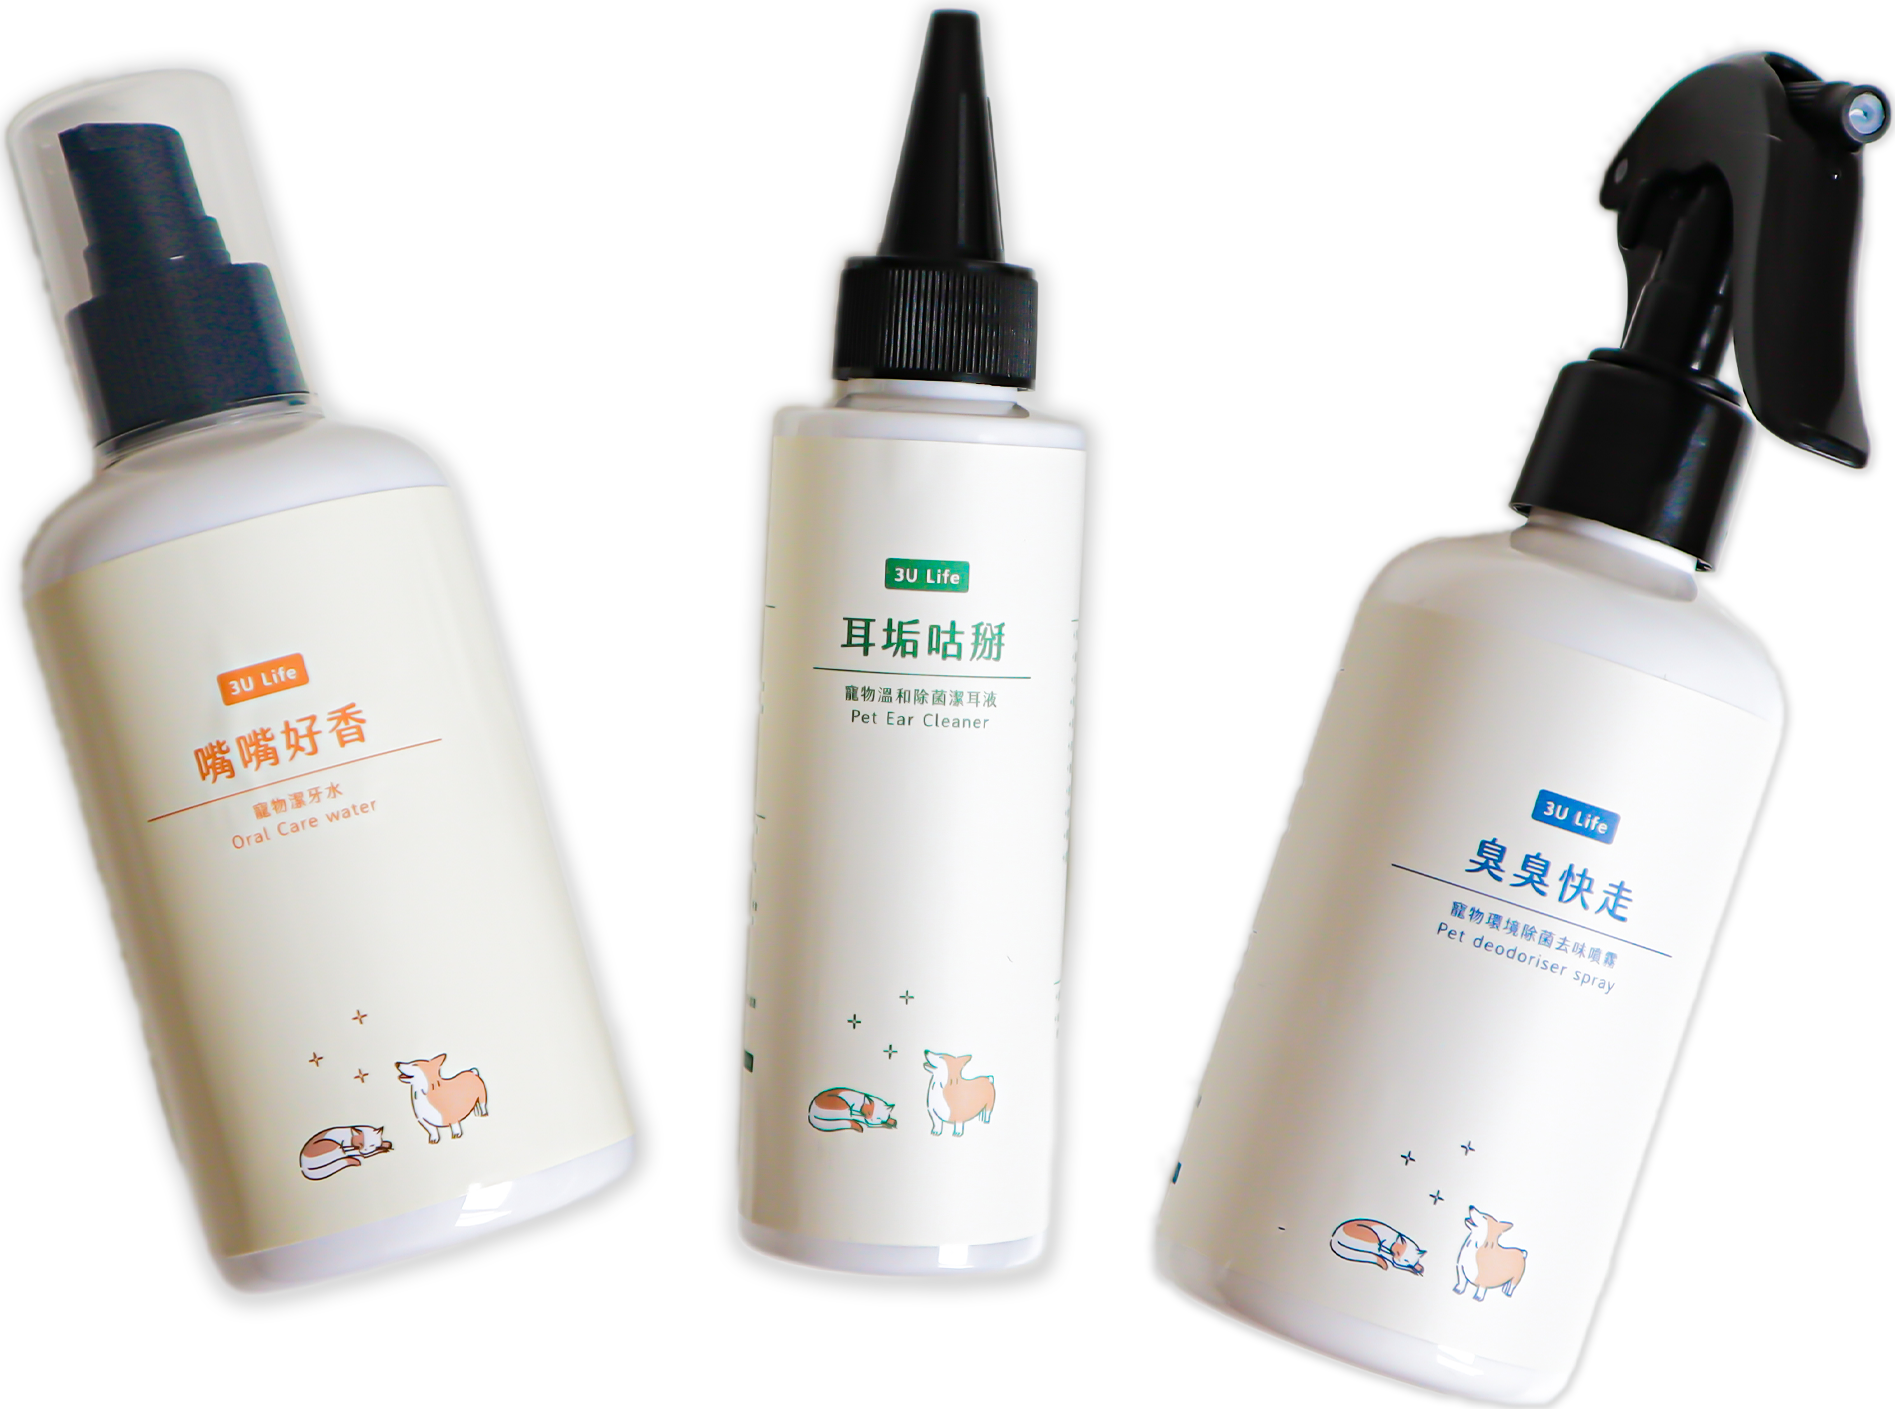 3U Life
嘴嘴好香
寵物潔牙水
Oral Care water
3U Life
耳垢咕掰
寵物溫和除菌潔耳液
Pet Ear Cleaner
3U Life
臭臭快走
寵物環境除菌去味噴霧
Pet deodoriser spray